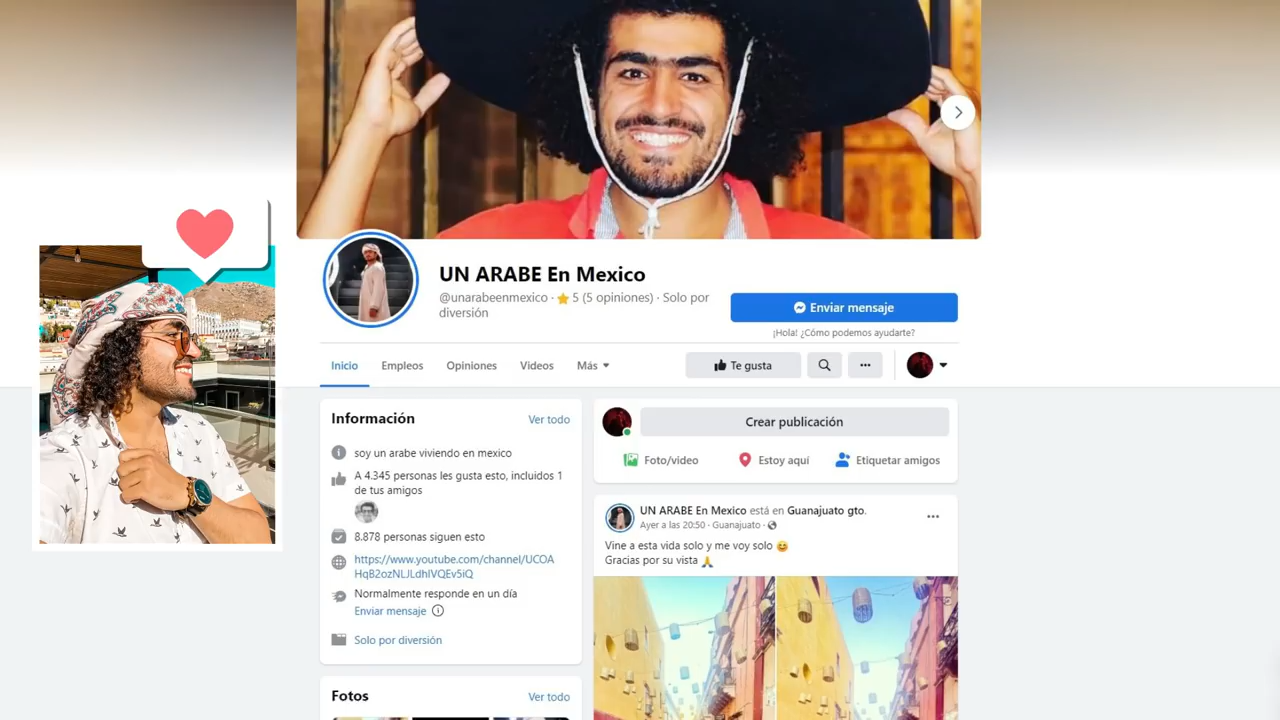 UN ARABE En Mexico
@unarabeenmexico · 5 (5 opiniones) · Solo por
diversión
Enviar mensaje
¡Hola! ¿Cómo podemos ayudarte?
Inicio
Empleos
Opiniones
Videos
Más
Te gusta
Información
Ver todo
soy un arabe viviendo en mexico
A 4.345 personas les gusta esto, incluidos 1
de tus amigos
8.878 personas siguen esto
https://www.youtube.com/channel/UCOA
HqB2ozNLJLdhlVQEv5iQ
Normalmente responde en un día
Enviar mensaje
Solo por diversión
Fotos
Ver todo
Crear publicación
Foto/video
Estoy aquí
Etiquetar amigos
UN ARABE En Mexico está en Guanajuato gto.
Ayer a las 20:50 · Guanajuato ·
Vine a esta vida solo y me voy solo 😊
Gracias por su vista 🙏